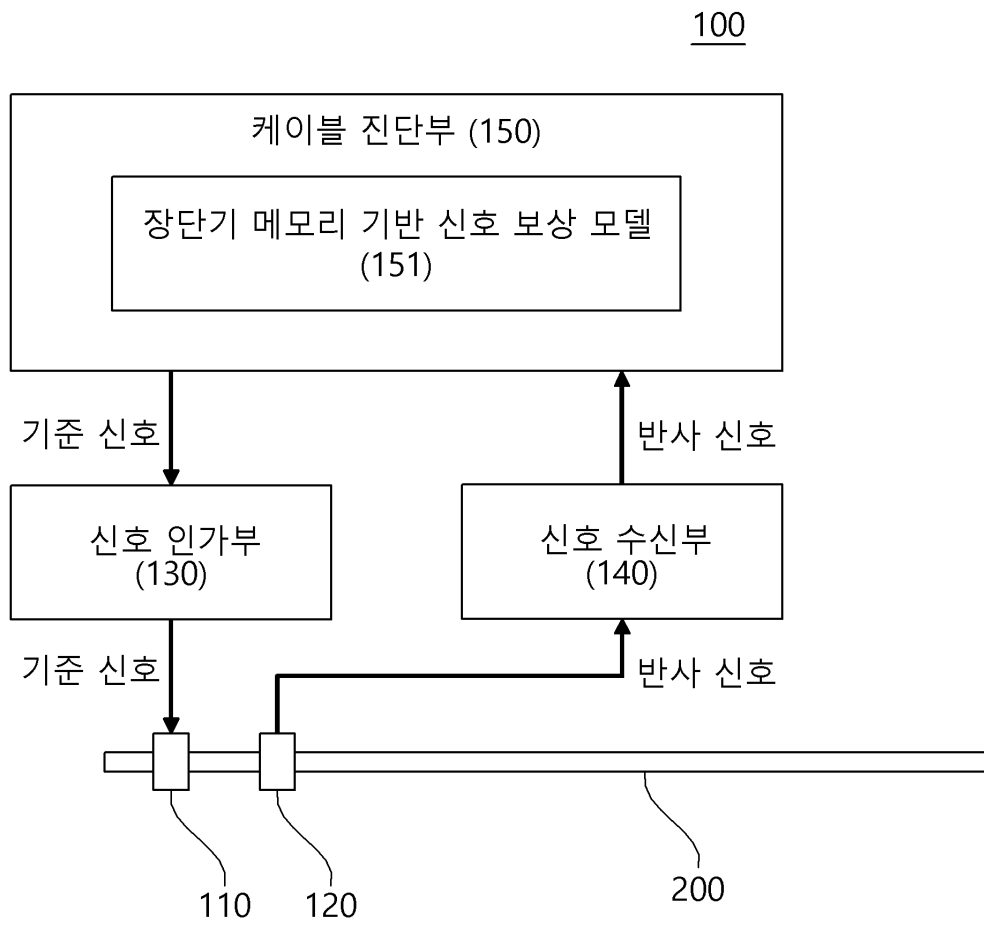 100
케이블 진단부 (150)
장단기 메모리 기반 신호 보상 모델
(151)
기준 신호
반사 신호
신호 인가부
(130)
신호 수신부
(140)
기준 신호
반사 신호
110
120
200